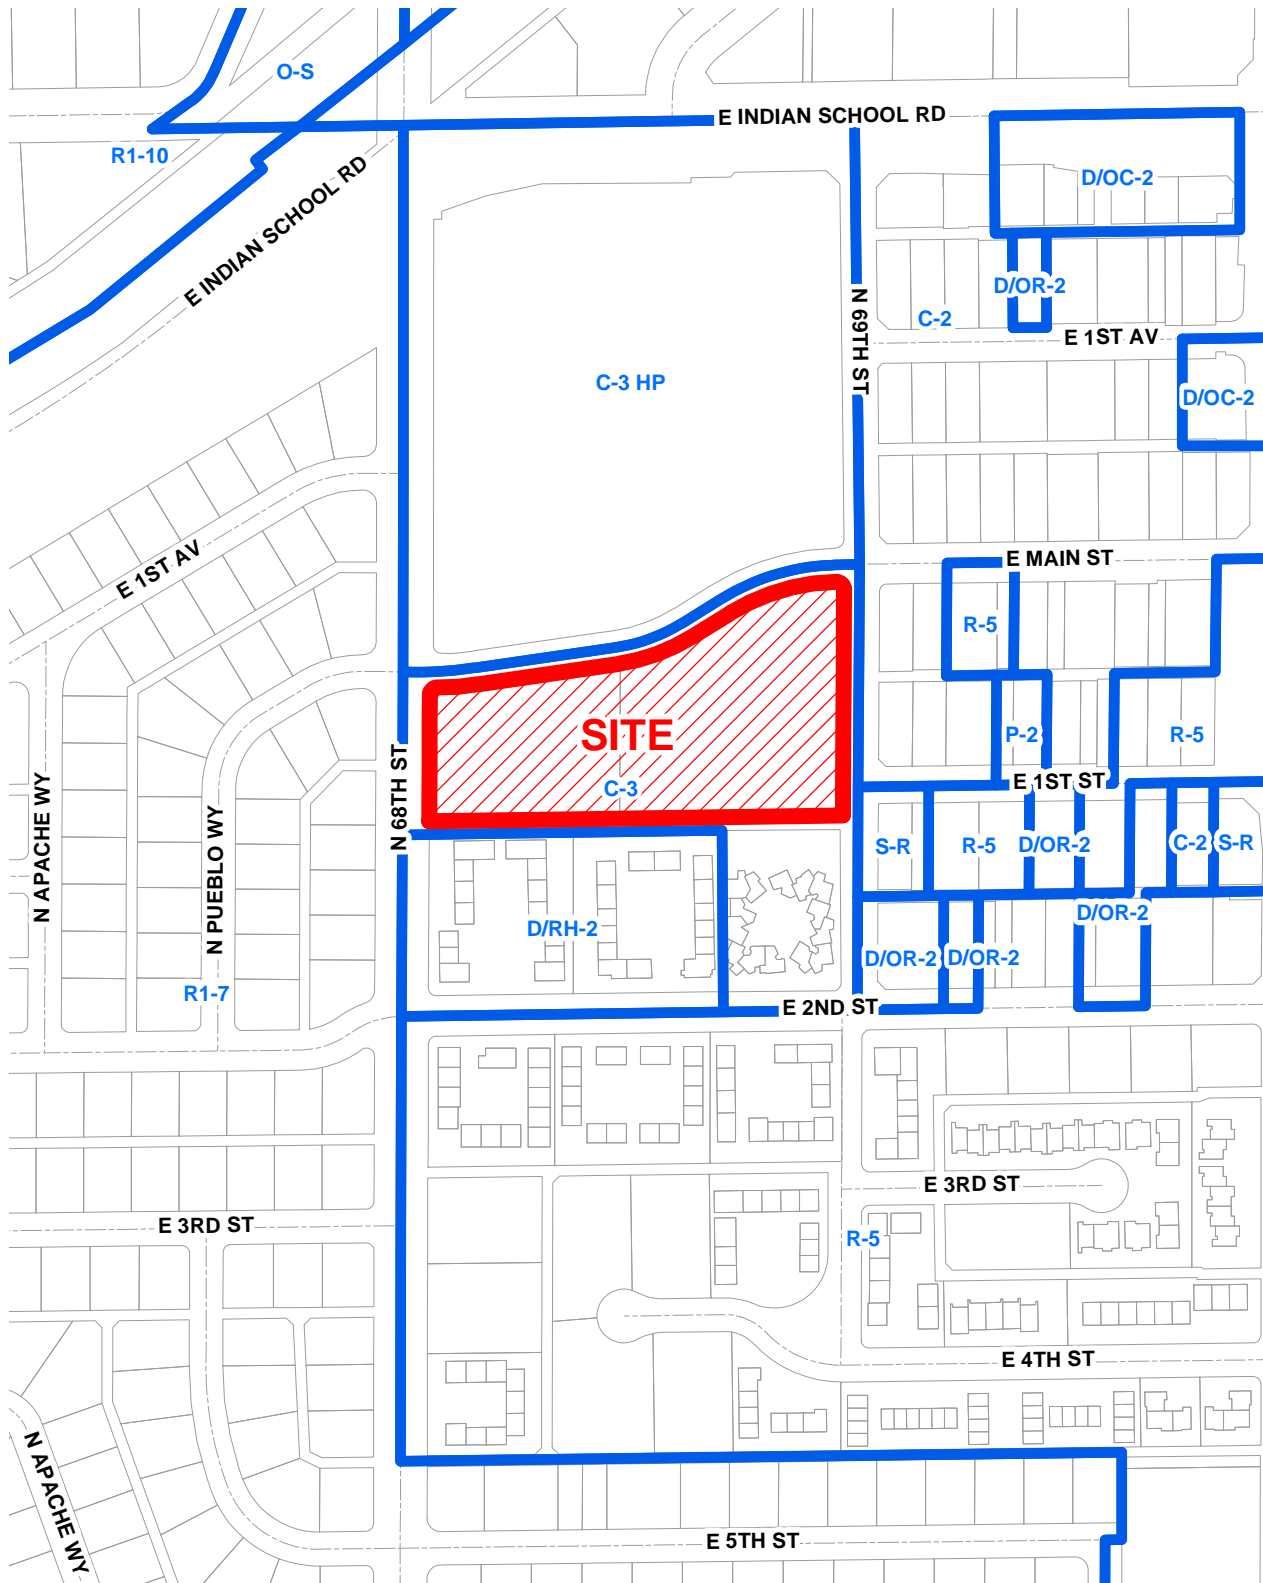 O-S
E INDIAN SCHOOL RD
R1-10
D/OC-2
E INDIAN SCHOOL RD
D/OR-2
C-2
N 69TH ST
E 1ST AV
C-3 HP
D/OC-2
E MAIN ST
E 1ST AV
R-5
SITE
P-2
R-5
C-3
E 1ST ST
N 68TH ST
N APACHE WY
N PUEBLO WY
S-R
R-5
D/OR-2
C-2
S-R
D/OR-2
D/RH-2
D/OR-2
D/OR-2
R1-7
E 2ND ST
E 3RD ST
E 3RD ST
R-5
E 4TH ST
N APACHE WY
E 5TH ST